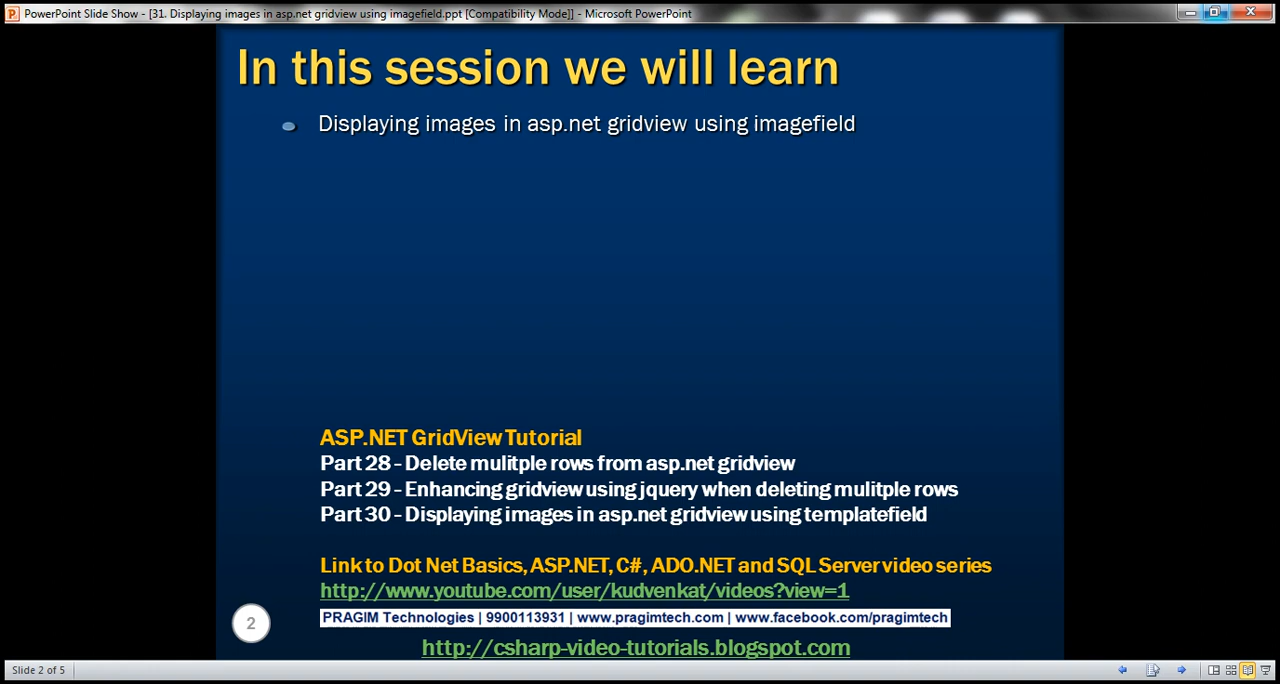 PowerPoint Slide Show - [31. Displaying images in asp.net gridview using imagefield.ppt [Compatibility Mode]] - Microsoft PowerPoint
In this session we will learn
Displaying images in asp.net gridview using imagefield
ASP.NET GridView Tutorial
Part 28 - Delete mulitple rows from asp.net gridview
Part 29 - Enhancing gridview using jquery when deleting mulitple rows
Part 30 - Displaying images in asp.net gridview using templatefield
Link to Dot Net Basics, ASP.NET, C#, ADO.NET and SQL Server video series
http://www.youtube.com/user/kudvenkat/videos?view=1
2
PRAGIM Technologies | 9900113931 | www.pragimtech.com | www.facebook.com/pragimtech
http://csharp-video-tutorials.blogspot.com
Slide 2 of 5